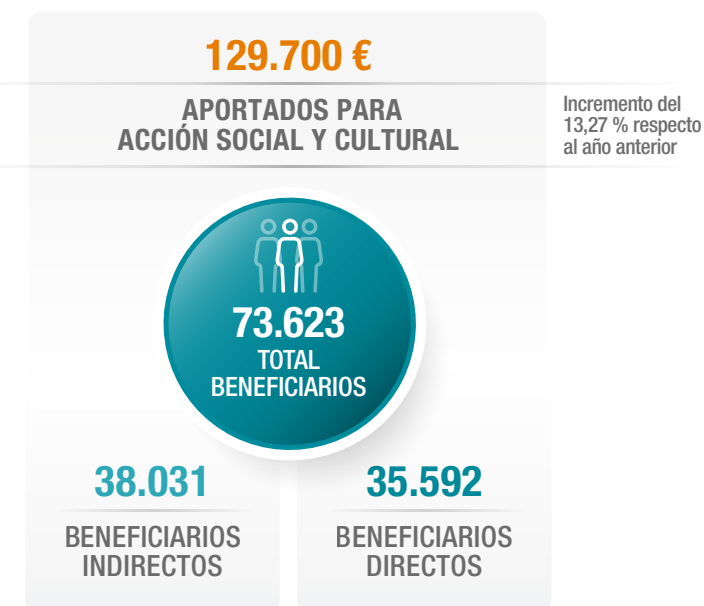 129.700 €
APORTADOS PARA
ACCIÓN SOCIAL Y CULTURAL
Incremento del
13,27 % respecto
al año anterior
73.623
TOTAL
BENEFICIARIOS
38.031
BENEFICIARIOS
INDIRECTOS
35.592
BENEFICIARIOS
DIRECTOS